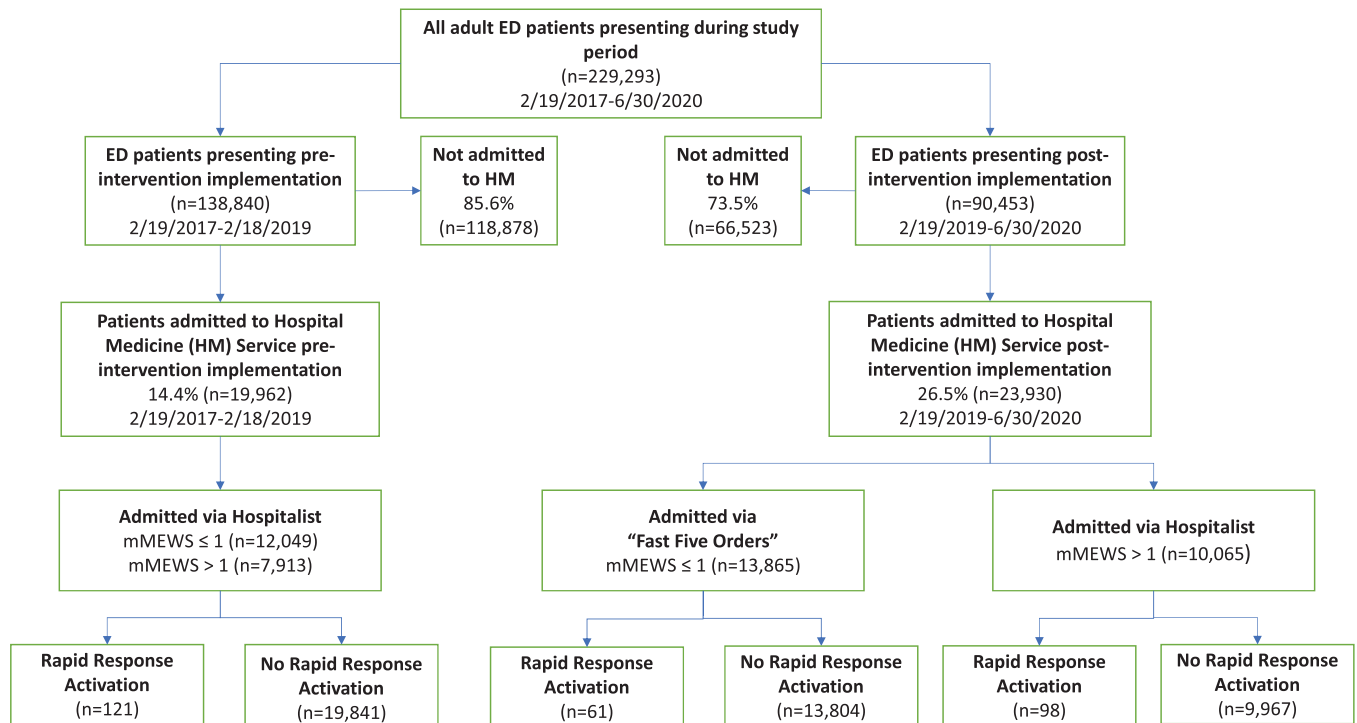 All adult ED patients presenting during study
period
(n=229,293)
2/19/2017-6/30/2020
ED patients presenting pre-
intervention implementation
(n=138,840)
2/19/2017-2/18/2019
Not admitted
to HM
85.6%
(n=118,878)
Not admitted
to HM
73.5%
(n=66,523)
ED patients presenting post-
intervention implementation
(n=90,453)
2/19/2019-6/30/2020
Patients admitted to Hospital
Medicine (HM) Service pre-
intervention implementation
14.4% (n=19,962)
2/19/2017-2/18/2019
Patients admitted to Hospital
Medicine (HM) Service post-
intervention implementation
26.5% (n=23,930)
2/19/2019-6/30/2020
Admitted via Hospitalist
mMEWS ≤ 1 (n=12,049)
mMEWS > 1 (n=7,913)
Admitted via
“Fast Five Orders”
mMEWS ≤ 1 (n=13,865)
Admitted via Hospitalist
mMEWS > 1 (n=10,065)
Rapid Response
Activation
(n=121)
No Rapid Response
Activation
(n=19,841)
Rapid Response
Activation
(n=61)
No Rapid Response
Activation
(n=13,804)
Rapid Response
Activation
(n=98)
No Rapid Response
Activation
(n=9,967)